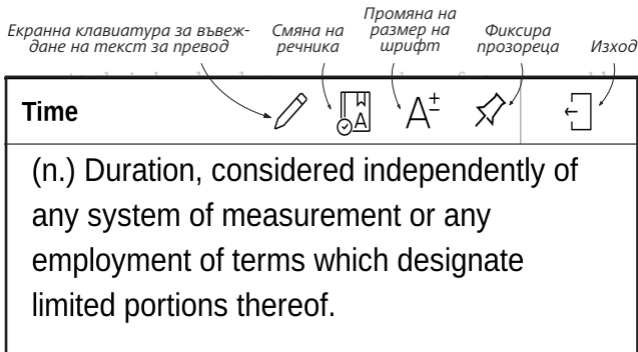 Екранна клавиатура за въвеж-
дане на текст за превод
Смяна на
речника
Промяна на
размер на
шрифт
Фиксира
прозореца
Изход
Time
A
A±
(n.) Duration, considered independently of
any system of measurement or any
employment of terms which designate
limited portions thereof.